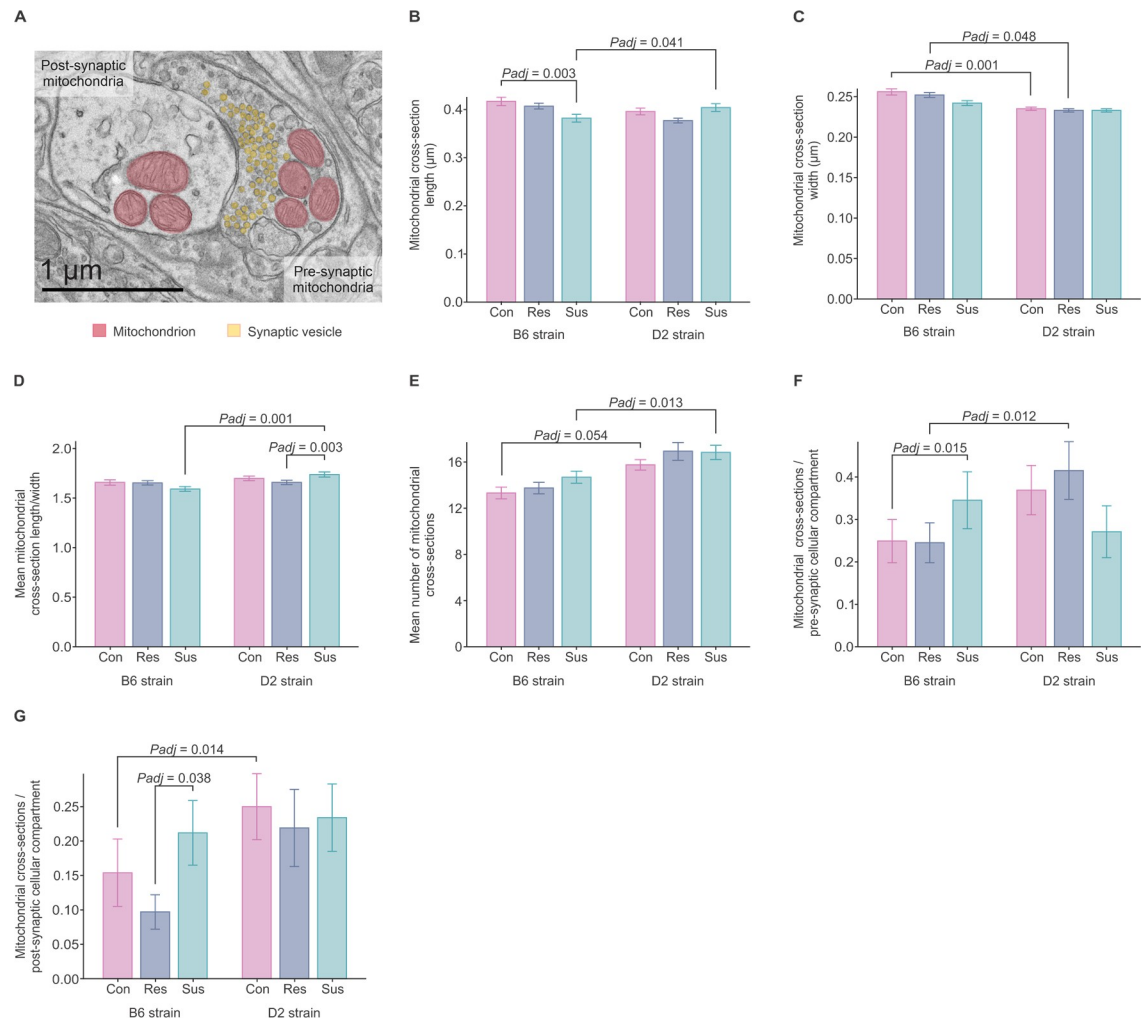 A
Post-synaptic
mitochondria
1 µm
Pre-synaptic
mitochondria
Mitochondrion
Synaptic vesicle
B
Padj = 0.041
Padj = 0.003
Mitochondrial cross-section
length (µm)
0.4
0.3
0.2
0.1
0.0
Con Res Sus Con Res Sus
B6 strain D2 strain
C
Padj = 0.048
Padj = 0.001
Mitochondrial cross-section
width (µm)
0.25
0.20
0.15
0.10
0.05
0.00
Con Res Sus Con Res Sus
B6 strain D2 strain
D
Padj = 0.001
Padj = 0.003
Mean mitochondrial
cross-section length/width
2.0
1.5
1.0
0.5
0.0
Con Res Sus Con Res Sus
B6 strain D2 strain
E
Padj = 0.013
Padj = 0.054
Mean number of mitochondrial
cross-sections
16
12
8
4
0
Con Res Sus Con Res Sus
B6 strain D2 strain
F
Padj = 0.012
Padj = 0.015
Mitochondrial cross-sections /
pre-synaptic cellular compartment
0.4
0.3
0.2
0.1
0.0
Con Res Sus Con Res Sus
B6 strain D2 strain
G
Padj = 0.014
Padj = 0.038
Mitochondrial cross-sections /
post-synaptic cellular compartment
0.25
0.20
0.15
0.10
0.05
0.00
Con Res Sus Con Res Sus
B6 strain D2 strain